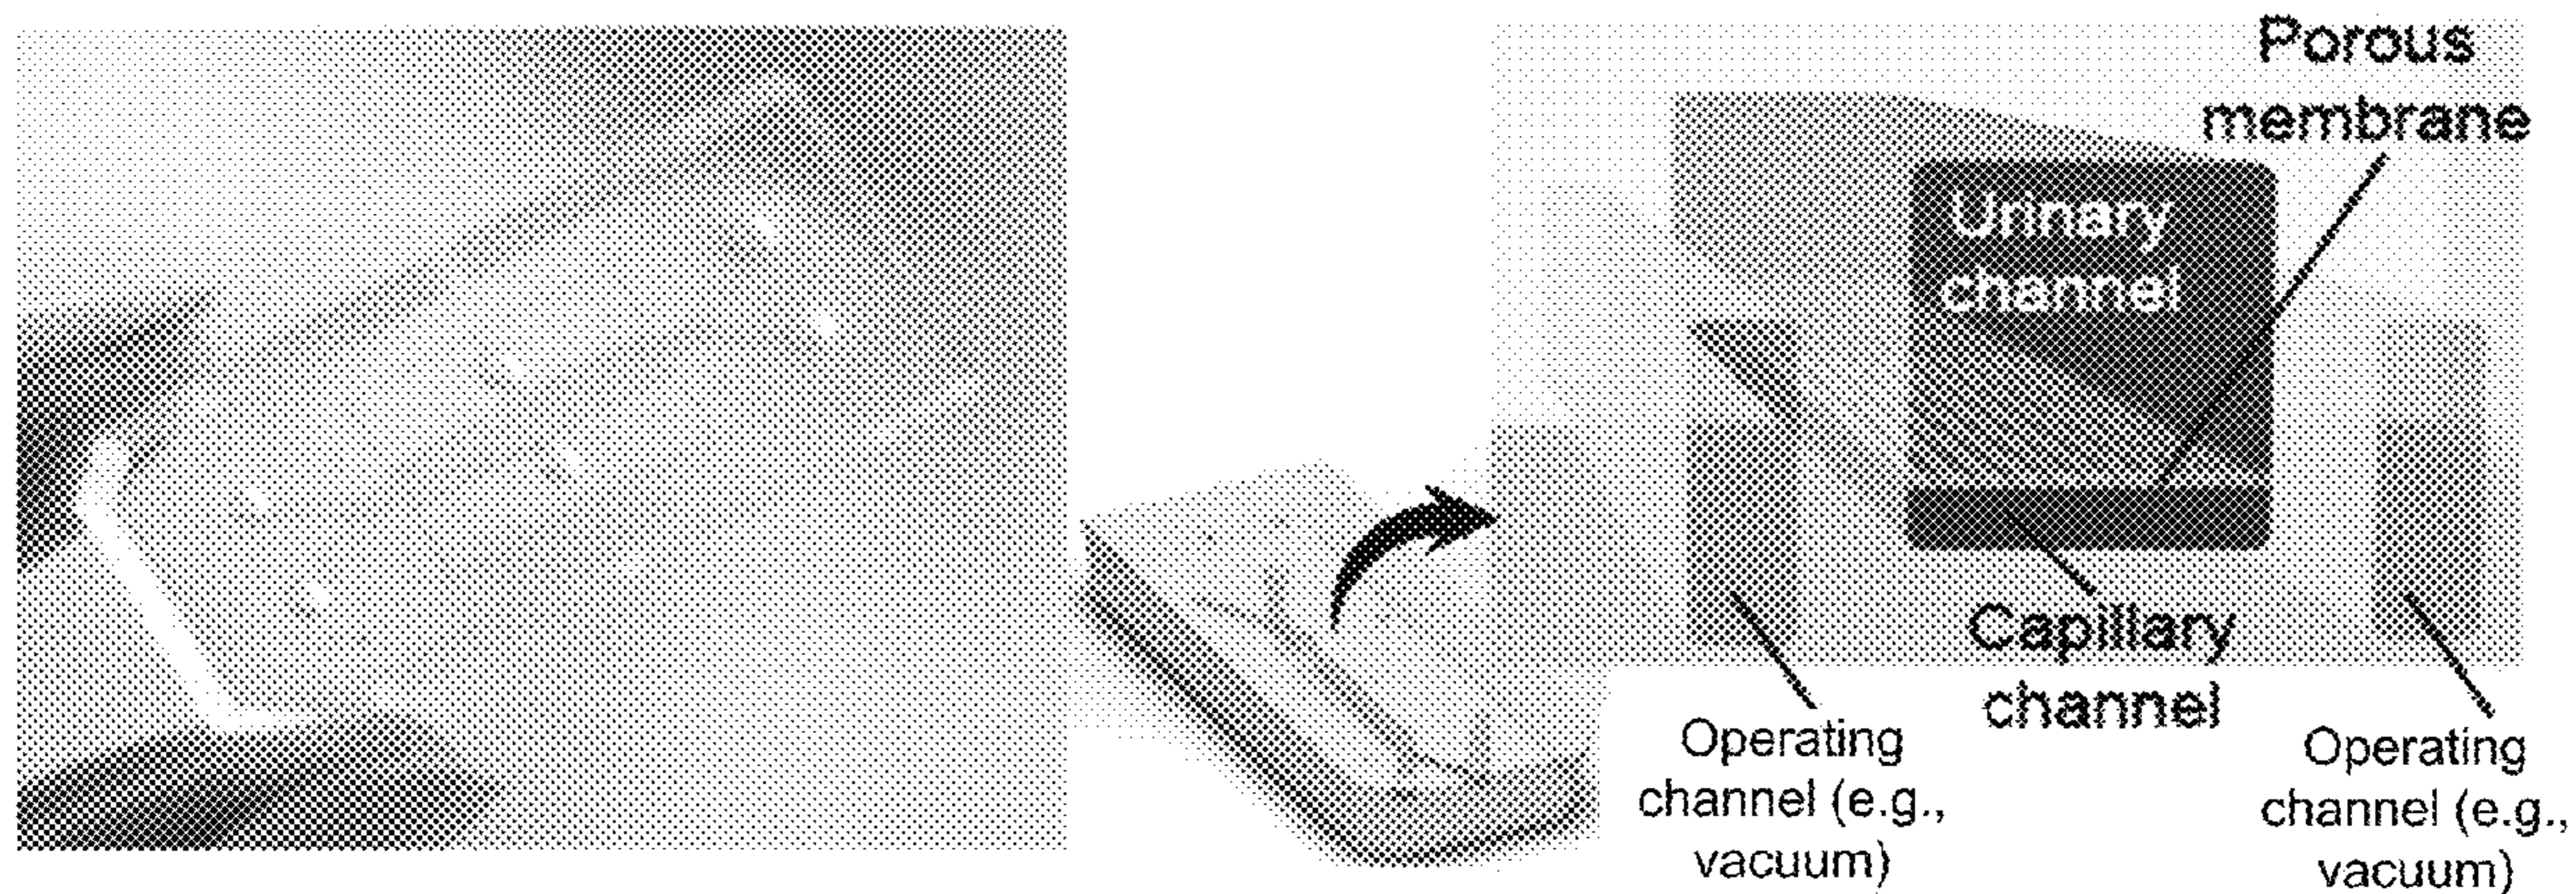 Porous
membrane
Urinary
channel
Capillary
channel
Operating
channel (e.g.,
vacuum)
Operating
channel (e.g.,
vacuum)